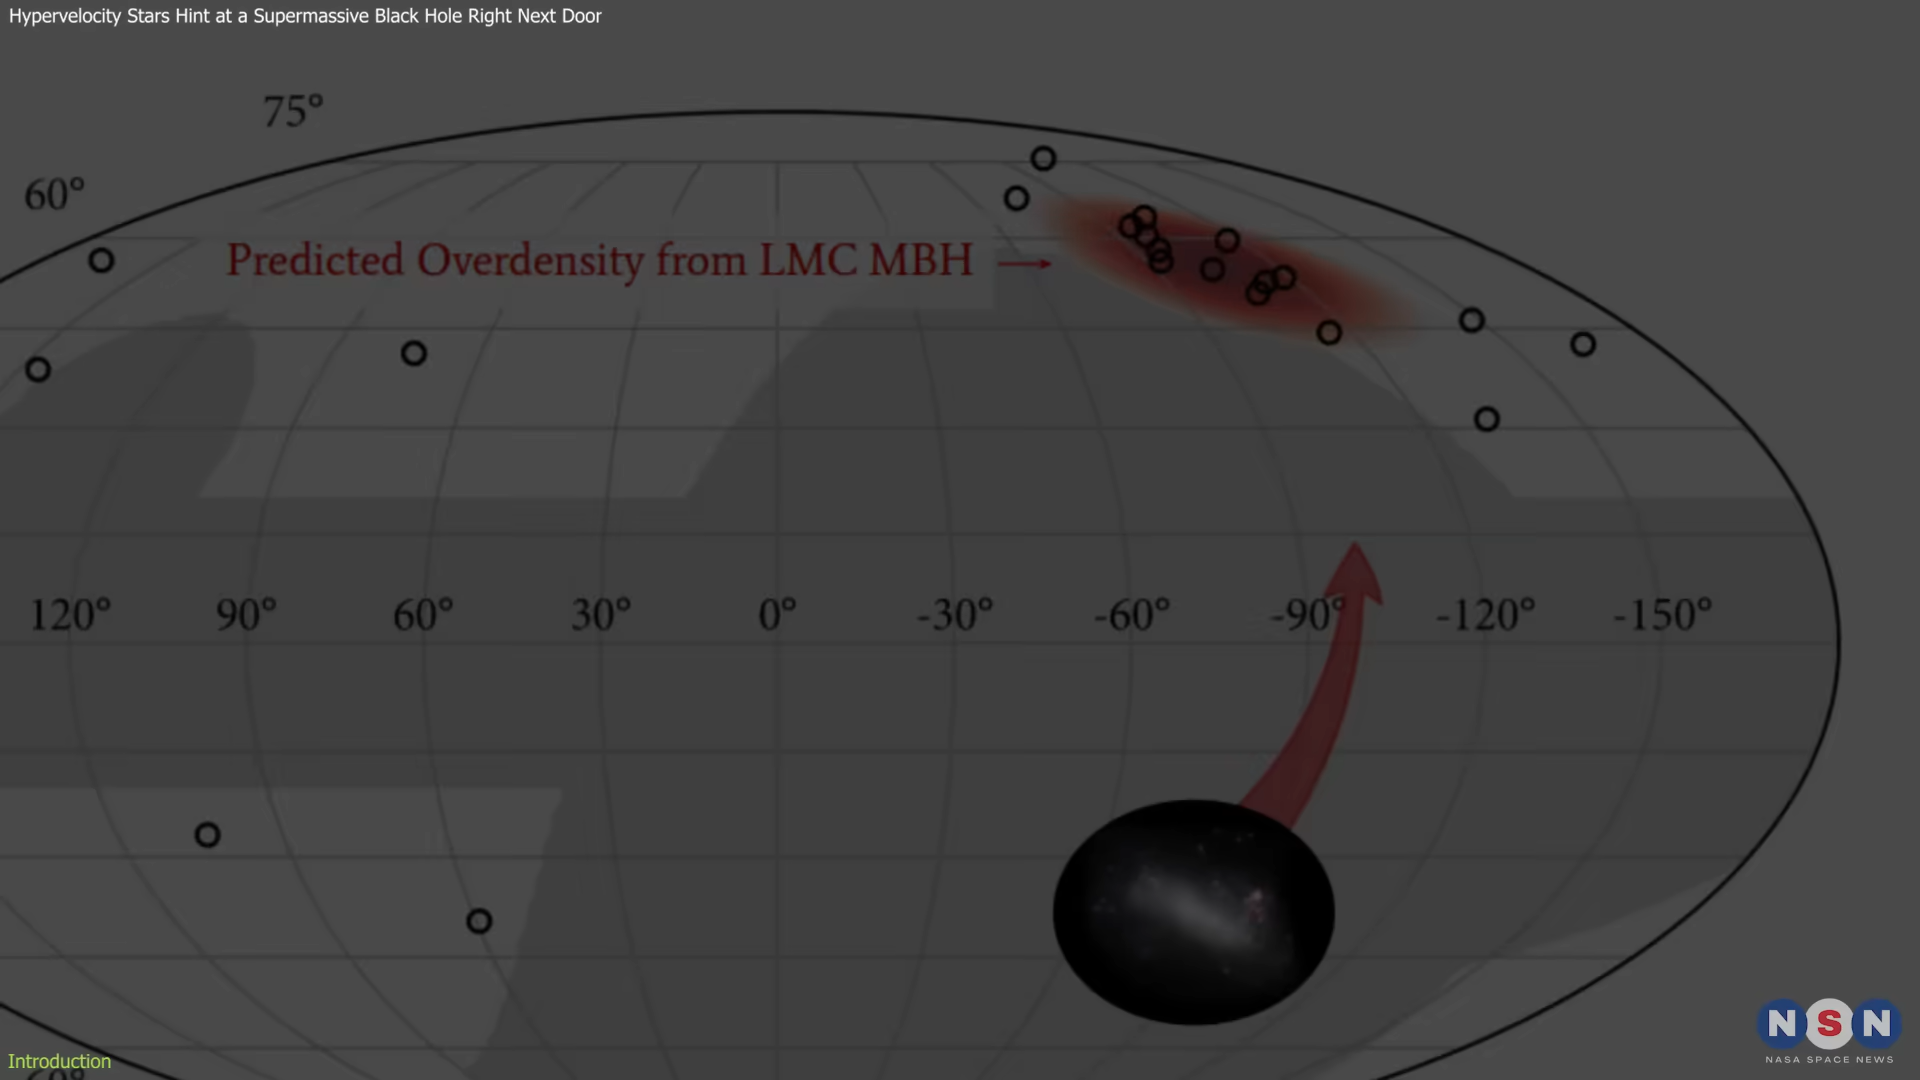 Hypervelocity Stars Hint at a Supermassive Black Hole Right Next Door
75°
60°
Predicted Overdensity from LMC MBH
120° 90° 60° 30° 0° -30° -60° -90° -120° -150°
NSN
NASA SPACE NEWS
Introduction
-60°